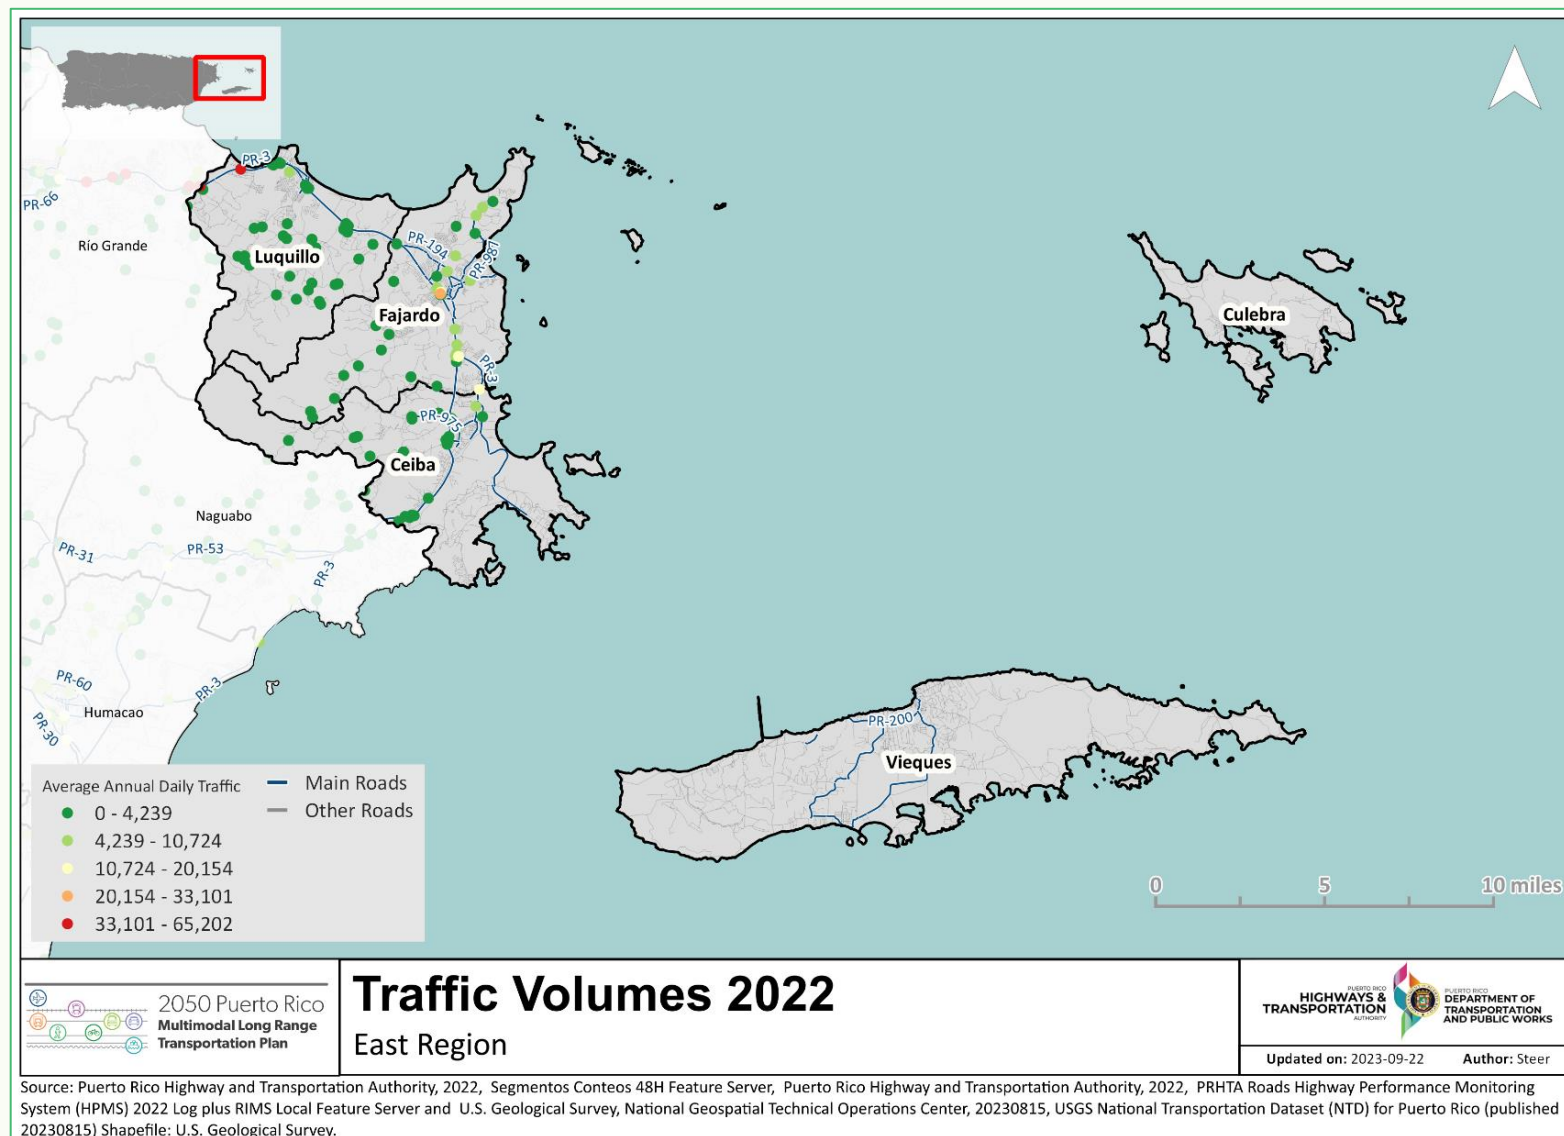 PR-3
PR-66
Río Grande
PR-194
PR-987
Luquillo
Fajardo
Culebra
PR-3
PR-975
Ceiba
Naguabo
PR-31
PR-53
PR-3
PR-60
PR-3
Humacao
PR-30
PR-200
Vieques
Average Annual Daily Traffic
0 - 4,239
4,239 - 10,724
10,724 - 20,154
20,154 - 33,101
33,101 - 65,202
Main Roads
Other Roads
0 5 10 miles
2050 Puerto Rico
Multimodal Long Range
Transportation Plan
Traffic Volumes 2022
East Region
PUERTO RICO
HIGHWAYS &
TRANSPORTATION
AUTHORITY
PUERTO RICO
DEPARTMENT OF
TRANSPORTATION
AND PUBLIC WORKS
Updated on: 2023-09-22 Author: Steer
Source: Puerto Rico Highway and Transportation Authority, 2022, Segmentos Conteos 48H Feature Server, Puerto Rico Highway and Transportation Authority, 2022, PRHTA Roads Highway Performance Monitoring
System (HPMS) 2022 Log plus RIMS Local Feature Server and U.S. Geological Survey, National Geospatial Technical Operations Center, 20230815, USGS National Transportation Dataset (NTD) for Puerto Rico (published
20230815) Shapefile: U.S. Geological Survey.